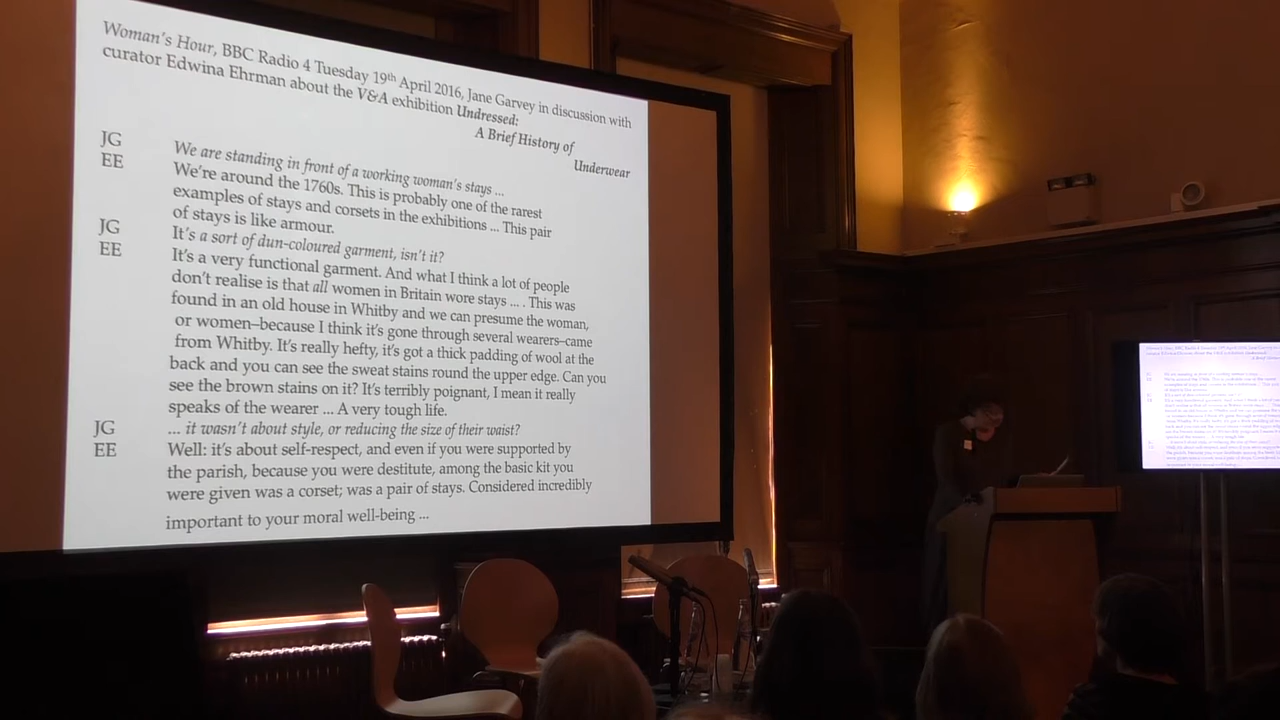 Woman's Hour, BBC Radio 4 Tuesday 19th April 2016, Jane Garvey in discussion with
curator Edwina Ehrman about the V&A exhibition Undressed:
A Brief History of
Underwear
JG We are standing in front of a working woman's stays ...
EE We're around the 1760s. This is probably one of the rarest
examples of stays and corsets in the exhibitions ... This pair
of stays is like armour.
JG It's a sort of dun-coloured garment, isn't it?
EE It's a very functional garment. And what I think a lot of people
don't realise is that all women in Britain wore stays ... . This was
found in an old house in Whitby and we can presume the woman,
or women–because I think it's gone through several wearers–came
from Whitby. It's really hefty, it's got a thick padding of wool at the
back and you can see the sweat stains round the upper edge. Can you
see the brown stains on it? It's terribly poignant. I think it really
speaks of the wearer ... A very tough life.
JG ... it wasn't about style, or reducing the size of their waist?
EE Well, it's about self-respect, and even if you were supported by
the parish, because you were destitute, among the basic kit you
were given was a corset; was a pair of stays. Considered incredibly
important to your moral well-being ...